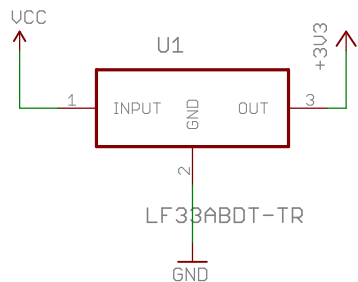 VCC
+3V3
U1
1
INPUT
GND
OUT
3
2
LF33ABDT-TR
GND